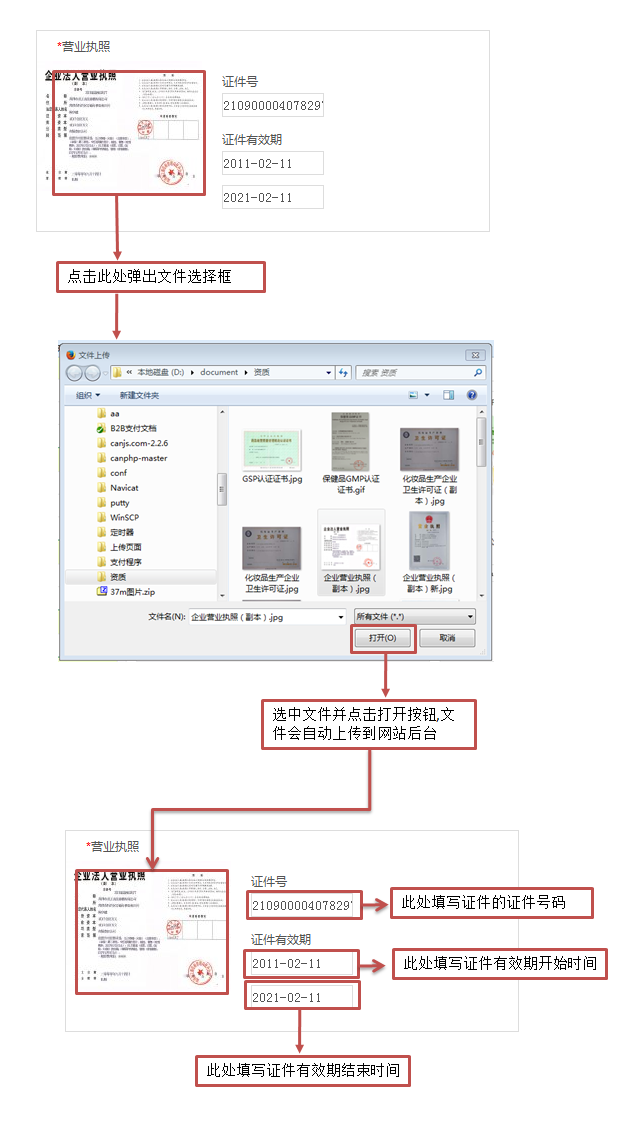 *营业执照
企业法人营业执照
证件号
21090000407829
证件有效期
2011-02-11
2021-02-11
点击此处弹出文件选择框
文件上传
« 本地磁盘 (D:) ▸ document ▸ 资质
搜索 资质
组织 ▼ 新建文件夹
aa
B2B支付文档
canjs.com-2.2.6
canphp-master
conf
Navicat
putty
WinSCP
定时器
上传页面
支付程序
资质
37m图片.zip
GSP认证证书.jpg
保健品GMP认证
证书.gif
化妆品生产企业
卫生许可证（副
本）.jpg
化妆品生产企业
卫生许可证.jpg
企业营业执照（
副本）.jpg
企业营业执照（
副本）新.jpg
文件名(N): 企业营业执照（副本）.jpg
所有文件 (*.*)
打开(O)
取消
选中文件并点击打开按钮,文
件会自动上传到网站后台
*营业执照
企业法人营业执照
证件号
21090000407829
此处填写证件的证件号码
证件有效期
2011-02-11
此处填写证件有效期开始时间
2021-02-11
此处填写证件有效期结束时间